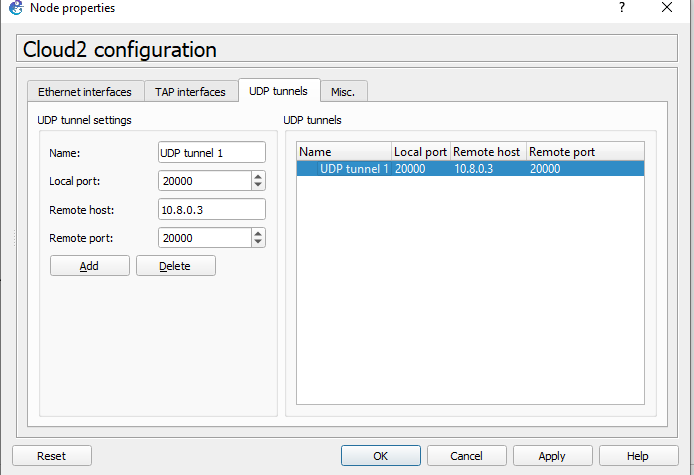 Node properties
?
Cloud2 configuration
Ethernet interfaces TAP interfaces UDP tunnels Misc.
UDP tunnel settings
Name: UDP tunnel 1
Local port: 20000
Remote host: 10.8.0.3
Remote port: 20000
Add Delete
UDP tunnels
Name Local port Remote host Remote port
UDP tunnel 1 20000 10.8.0.3 20000
Reset OK Cancel Apply Help